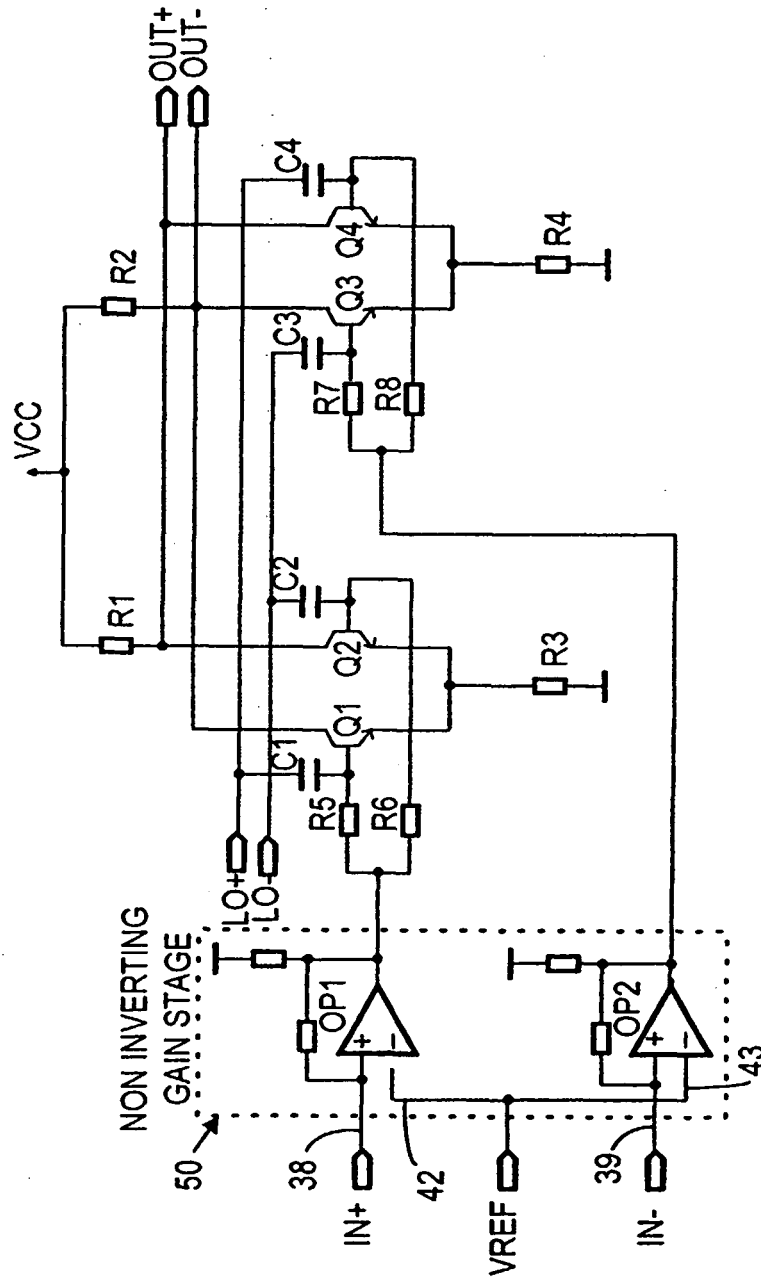 VCC
R1
R2
OUT+
OUT-
LO+
LO-
C1
C2
C3
C4
Q1
Q2
Q3
Q4
R5
R6
R7
R8
R3
R4
NON INVERTING
GAIN STAGE
50
OP1
+
-
38
IN+
42
VREF
OP2
+
-
39
IN-
43